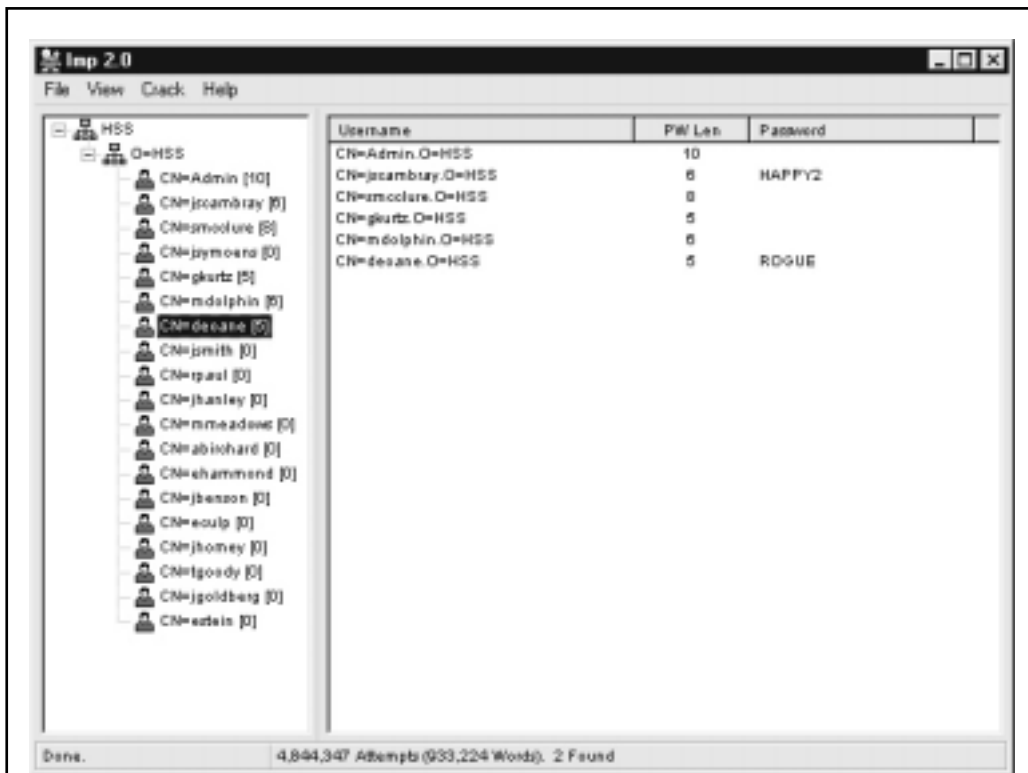 Imp 2.0
File View Crack Help
HSS
O=HSS
CN=Admin [10]
CN=jscambray [6]
CN=smcclure [8]
CN=jsymoens [0]
CN=gkurtz [5]
CN=mdolphin [6]
CN=deoane [5]
CN=jsmith [0]
CN=rpaul [0]
CN=jhanley [0]
CN=mmeadows [0]
CN=abirchard [0]
CN=ehammond [0]
CN=jbenson [0]
CN=eculp [0]
CN=jhomey [0]
CN=tgoody [0]
CN=jgoldberg [0]
CN=estein [0]
Username PW Len Password
CN=Admin.O=HSS 10
CN=jscambray.O=HSS 6 HAPPY2
CN=smcclure.O=HSS 8
CN=gkurtz.O=HSS 5
CN=mdolphin.O=HSS 6
CN=deoane.O=HSS 5 ROGUE
Done. 4,844,347 Attempts (933,224 Words). 2 Found